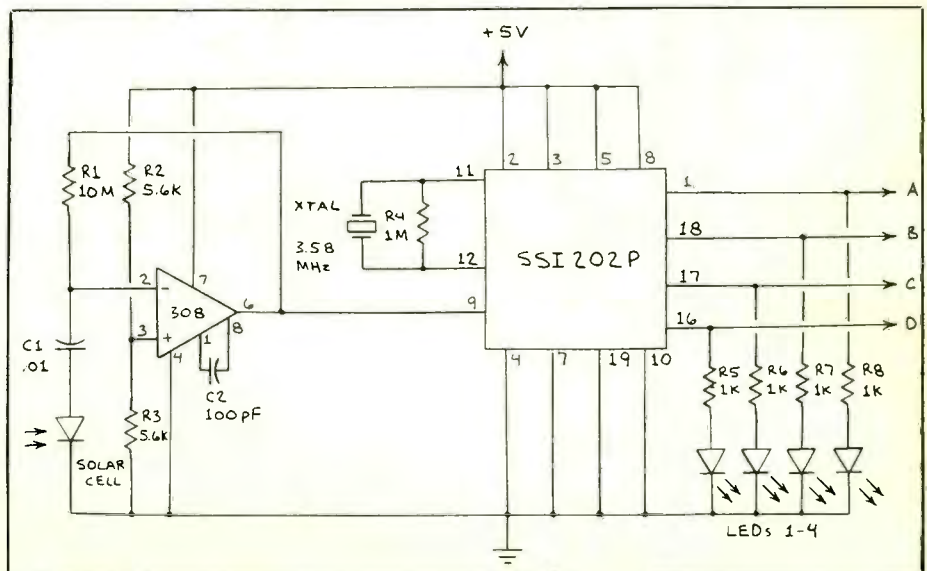 +5V
2
3
5
8
R1
10M
R2
5.6K
11
1
A
XTAL
R4
1M
18
B
3.58
MHz
SSI 202P
12
17
C
2
-
7
308
6
9
16
D
3
+
8
1
4
C1
.01
C2
100pF
4
7
19
10
R5
1K
R6
1K
R7
1K
R8
1K
R3
5.6K
SOLAR
CELL
LEDs 1-4